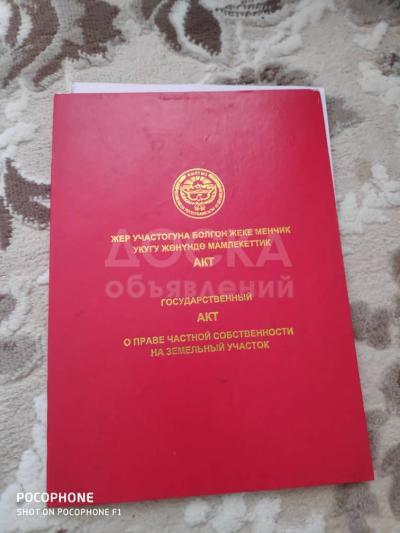 ЖЕР УЧАСТОГУНА БОЛГОН ЖЕКЕ МЕНЧИК
УКУГУ ЖӨНҮНДӨ МАМЛЕКЕТТИК
АКТ
ДОСКА
объявлений
ГОСУДАРСТВЕННЫЙ
АКТ
О ПРАВЕ ЧАСТНОЙ СОБСТВЕННОСТИ
НА ЗЕМЕЛЬНЫЙ УЧАСТОК
POCOPHONE
SHOT ON POCOPHONE F1